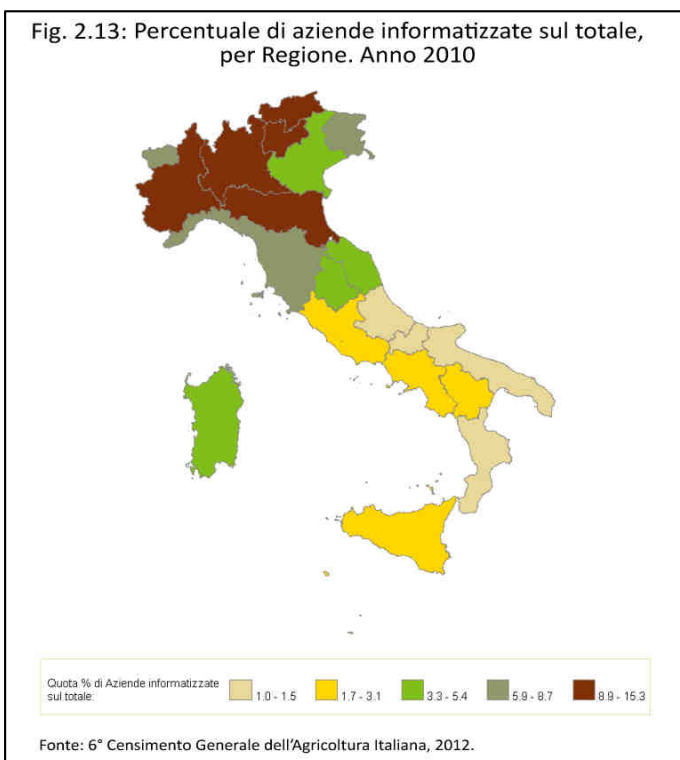 Fig. 2.13: Percentuale di aziende informatizzate sul totale,
per Regione. Anno 2010
Quota % di Aziende informatizzate
sul totale:
1.0 - 1.5
1.7 - 3.1
3.3 - 5.4
5.9 - 8.7
8.9 - 15.3
Fonte: 6° Censimento Generale dell'Agricoltura Italiana, 2012.